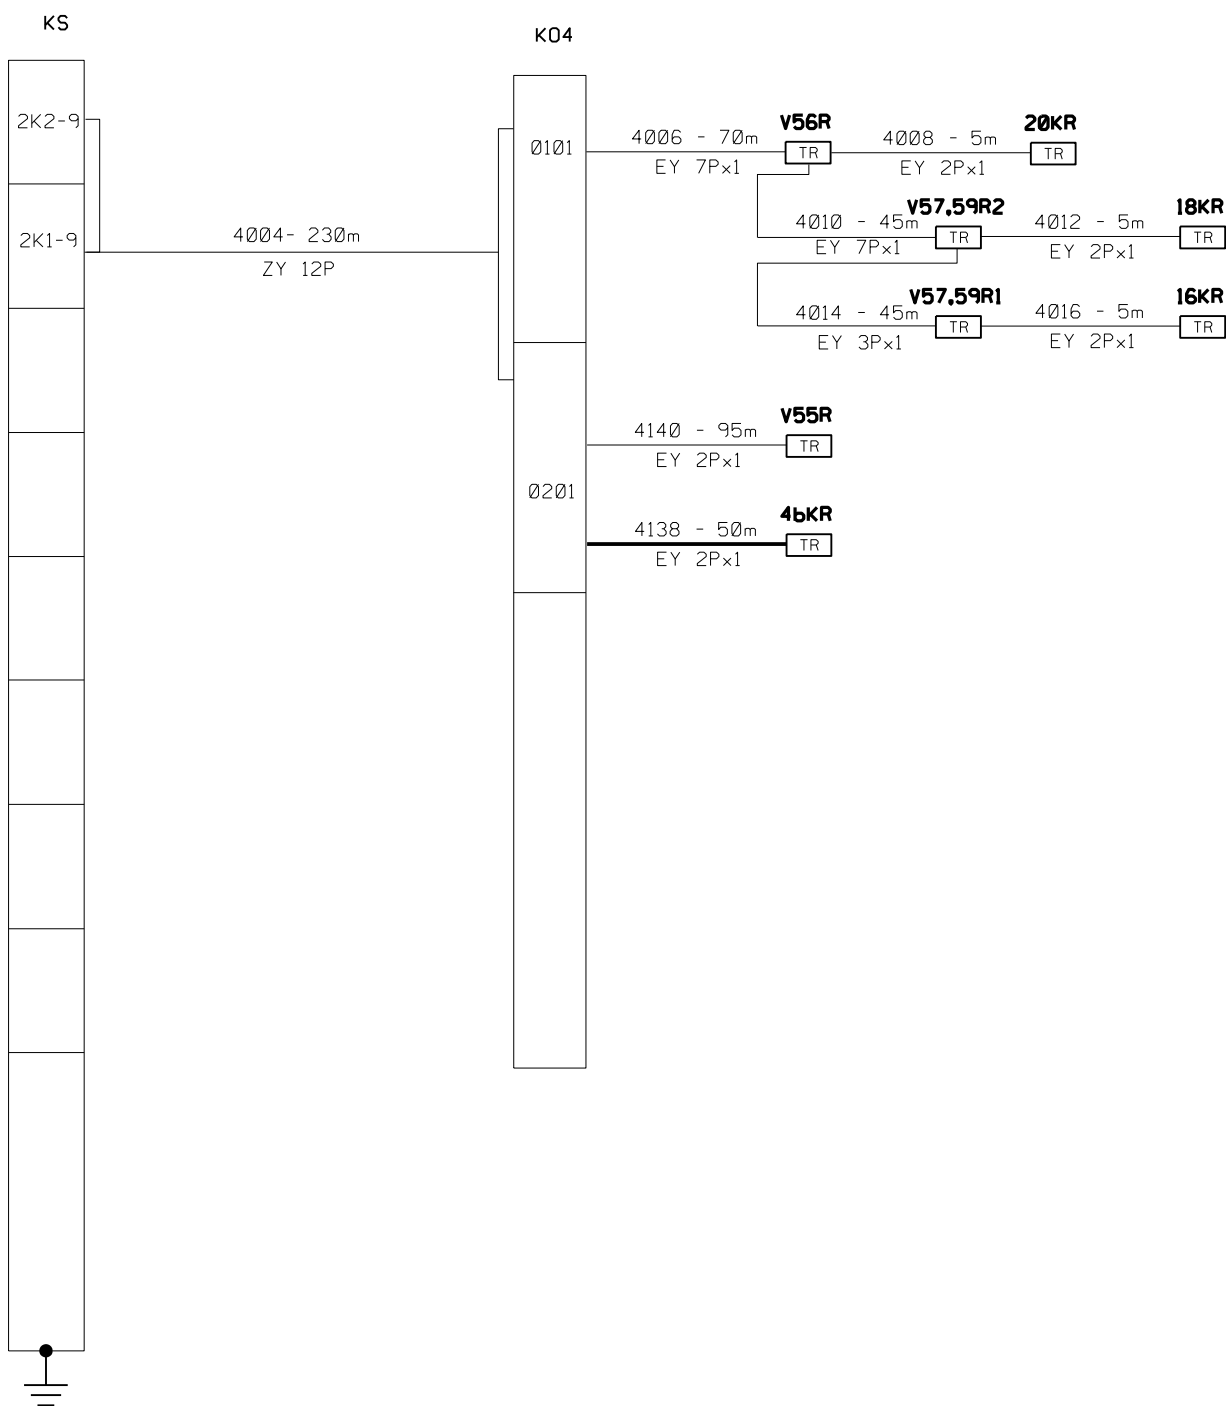 KS
KO4
2K2-9
2K1-9
4004- 230m
ZY 12P
0101
4006 - 70m
EY 7Px1
V56R
TR
4008 - 5m
EY 2Px1
20KR
TR
4010 - 45m
EY 7Px1
V57,59R2
TR
4012 - 5m
EY 2Px1
18KR
TR
4014 - 45m
EY 3Px1
V57,59R1
TR
4016 - 5m
EY 2Px1
16KR
TR
0201
4140 - 95m
EY 2Px1
V55R
TR
4138 - 50m
EY 2Px1
46KR
TR